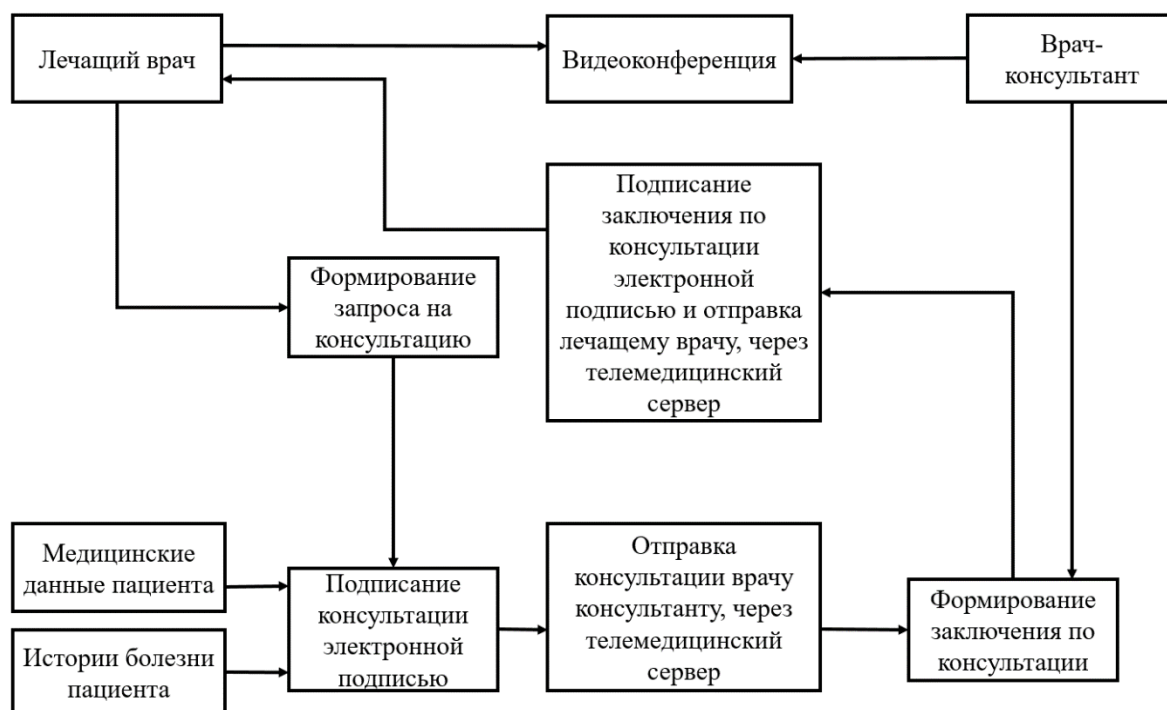 Лечащий врач
Видеоконференция
Врач-
консультант
Подписание
заключения по
консультации
электронной
подписью и отправка
лечащему врачу, через
телемедицинский
сервер
Формирование
запроса на
консультацию
Медицинские
данные пациента
Истории болезни
пациента
Подписание
консультации
электронной
подписью
Отправка
консультации врачу
консультанту, через
телемедицинский
сервер
Формирование
заключения по
консультации